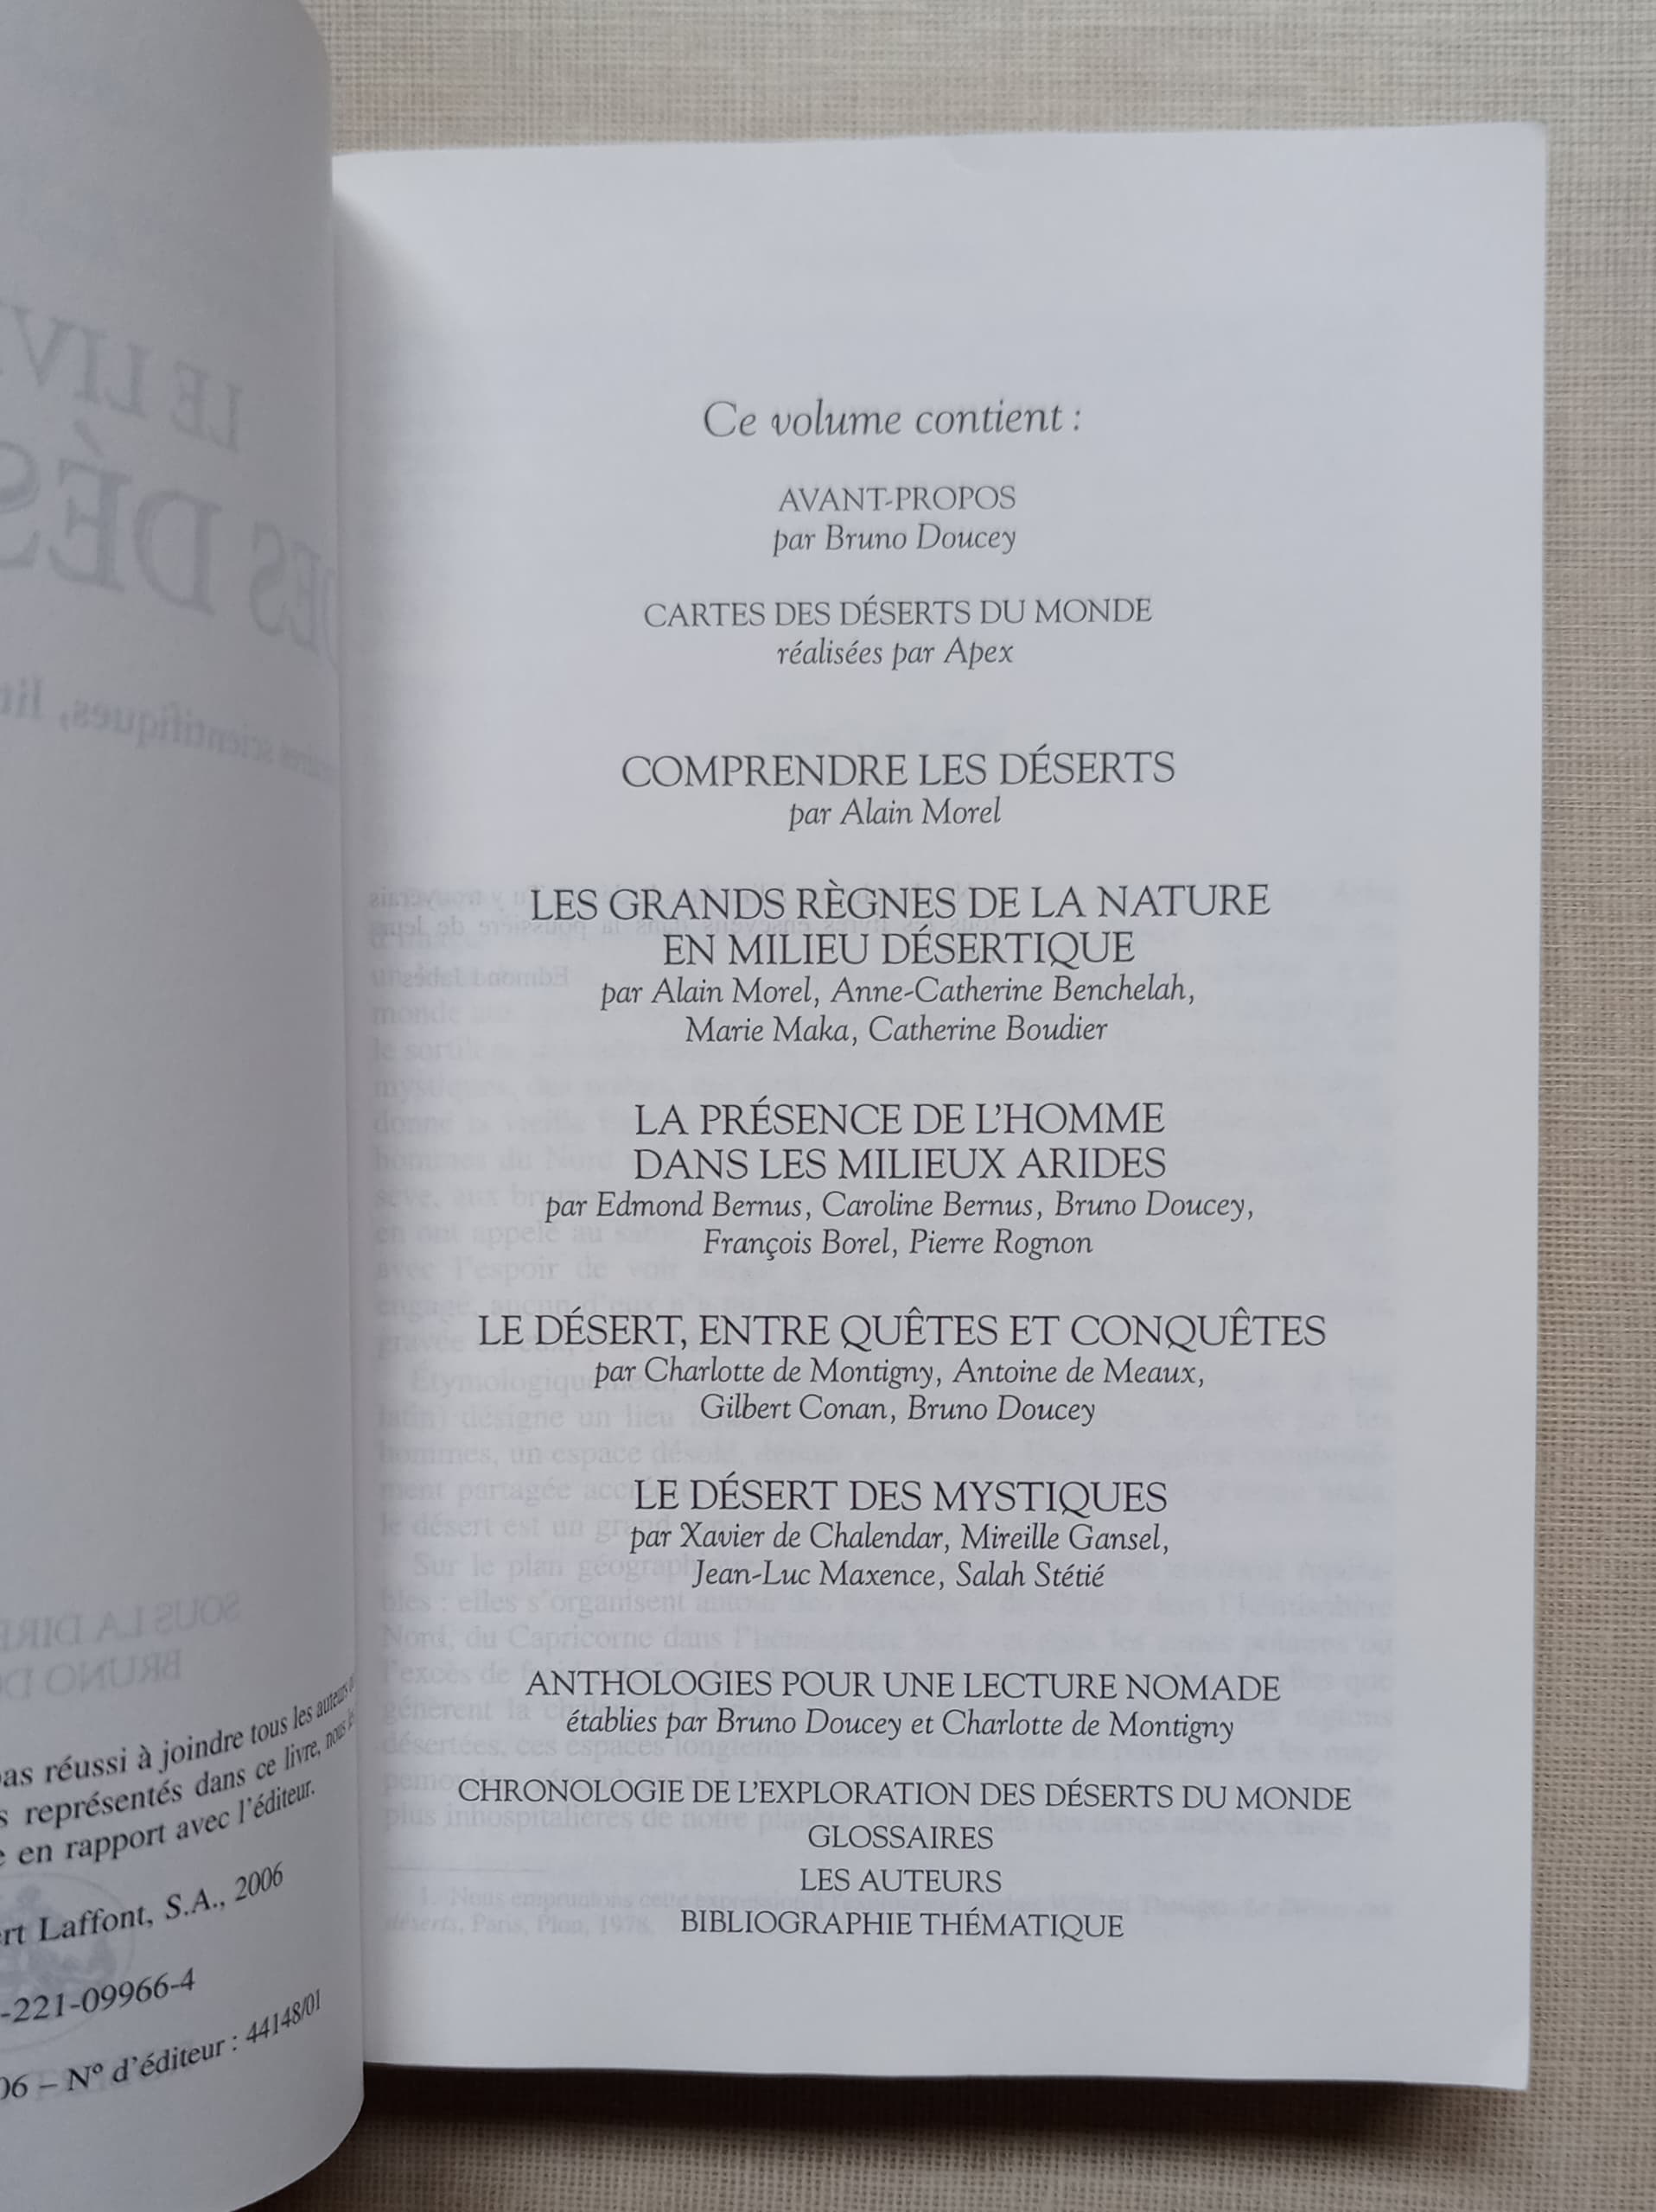 as réussi à joindre tous les auteurs
représentés dans ce livre, nous
en rapport avec l'éditeur.
rt Laffont, S.A., 2006
-221-09966-4
06 – N° d'éditeur : 44148/01
Ce volume contient :
AVANT-PROPOS
par Bruno Doucey
CARTES DES DÉSERTS DU MONDE
réalisées par Apex
COMPRENDRE LES DÉSERTS
par Alain Morel
LES GRANDS RÈGNES DE LA NATURE
EN MILIEU DÉSERTIQUE
par Alain Morel, Anne-Catherine Benchelah,
Marie Maka, Catherine Boudier
LA PRÉSENCE DE L'HOMME
DANS LES MILIEUX ARIDES
par Edmond Bernus, Caroline Bernus, Bruno Doucey,
François Borel, Pierre Rognon
LE DÉSERT, ENTRE QUÊTES ET CONQUÊTES
par Charlotte de Montigny, Antoine de Meaux,
Gilbert Conan, Bruno Doucey
LE DÉSERT DES MYSTIQUES
par Xavier de Chalendar, Mireille Gansel,
Jean-Luc Maxence, Salah Stétié
ANTHOLOGIES POUR UNE LECTURE NOMADE
établies par Bruno Doucey et Charlotte de Montigny
CHRONOLOGIE DE L'EXPLORATION DES DÉSERTS DU MONDE
GLOSSAIRES
LES AUTEURS
BIBLIOGRAPHIE THÉMATIQUE